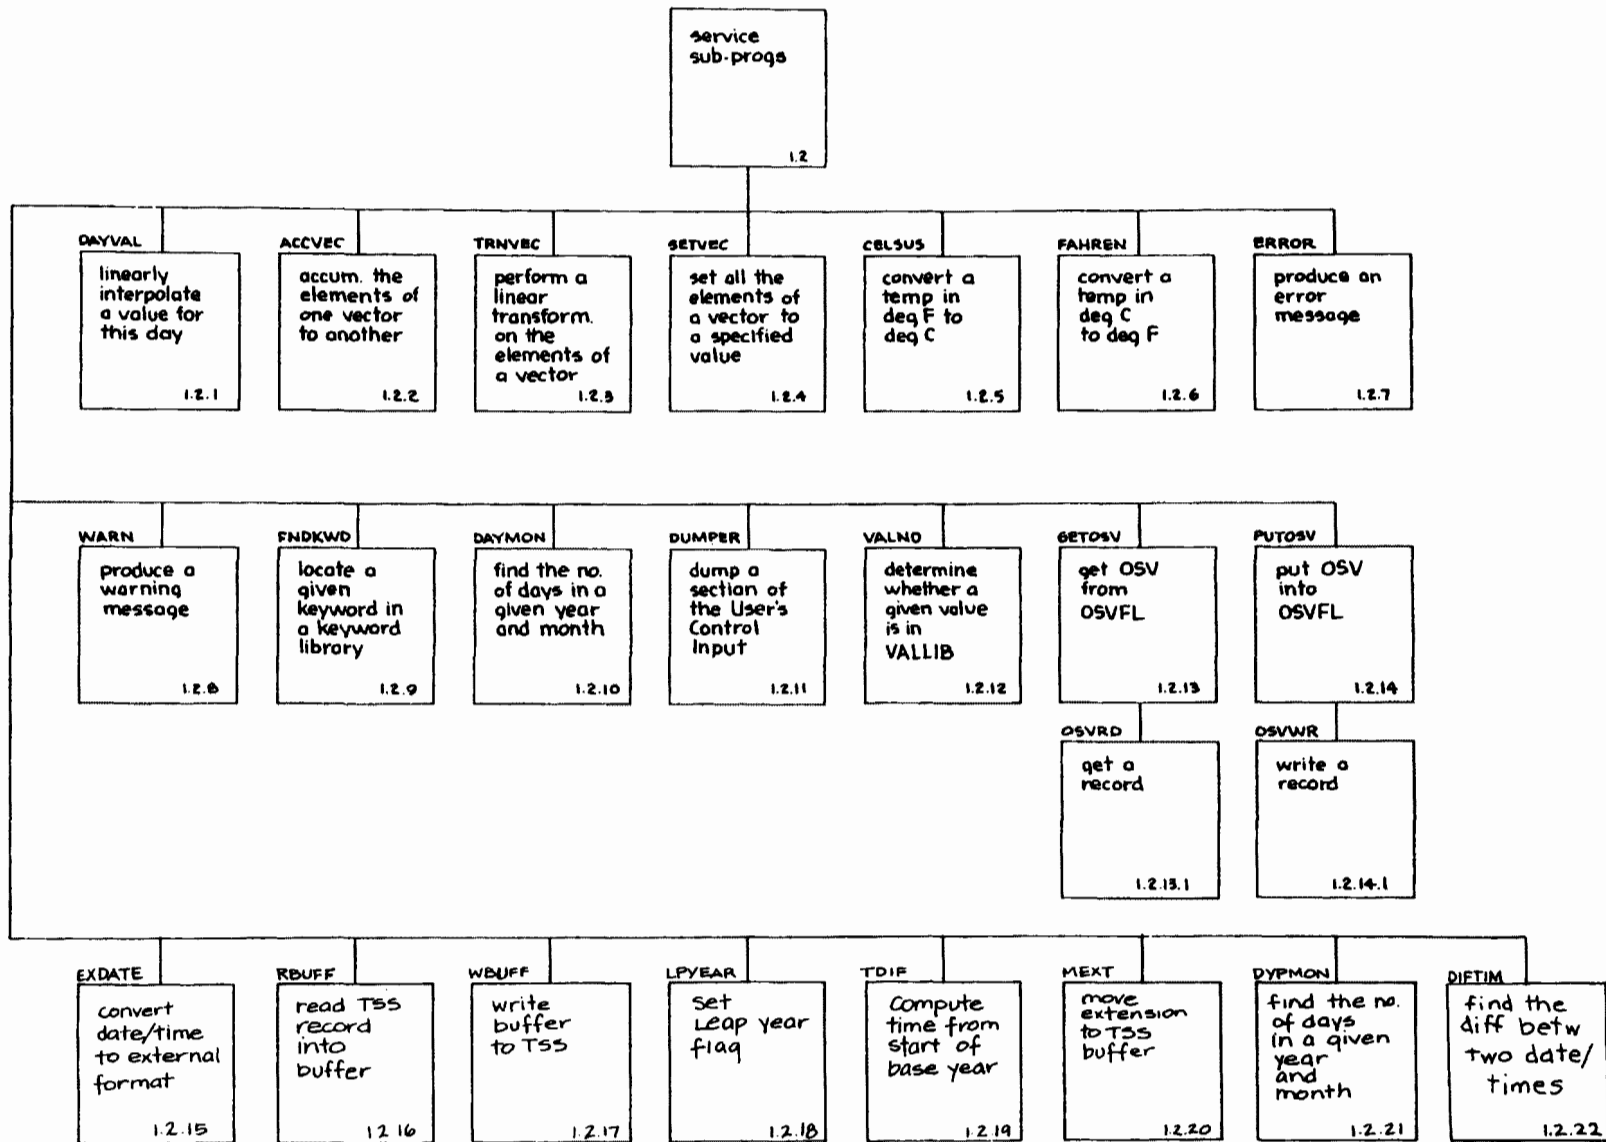 service
sub-progs
1.2
DAYVAL
linearly
interpolate
a value for
this day
1.2.1
ACCVEC
accum. the
elements of
one vector
to another
1.2.2
TRNVEC
perform a
linear
transform.
on the
elements of
a vector
1.2.3
SETVEC
set all the
elements of
a vector to
a specified
value
1.2.4
CELSUS
convert a
temp in
deg F to
deg C
1.2.5
FAHREN
convert a
temp in
deg C
to deg F
1.2.6
ERROR
produce an
error
message
1.2.7
WARN
produce a
warning
message
1.2.8
FNDKWD
locate a
given
keyword in
a keyword
library
1.2.9
DAYMON
find the no.
of days in a
given year
and month
1.2.10
DUMPER
dump a
section of
the User's
Control
Input
1.2.11
VALNO
determine
whether a
given value
is in
VALLIB
1.2.12
GETOSV
get OSV
from
OSVFL
1.2.13
PUTOSV
put OSV
into
OSVFL
1.2.14
OSVRD
get a
record
1.2.13.1
OSVWR
write a
record
1.2.14.1
EXDATE
convert
date/time
to external
format
1.2.15
RBUFF
read TSS
record
into
buffer
1.2.16
WBUFF
write
buffer
to TSS
1.2.17
LPYEAR
set
Leap year
flag
1.2.18
TDIF
Compute
time from
start of
base year
1.2.19
MEXT
move
extension
to TSS
buffer
1.2.20
DYPMON
find the no.
of days
in a given
year
and
month
1.2.21
DIFTIM
find the
diff betw
two date/
times
1.2.22